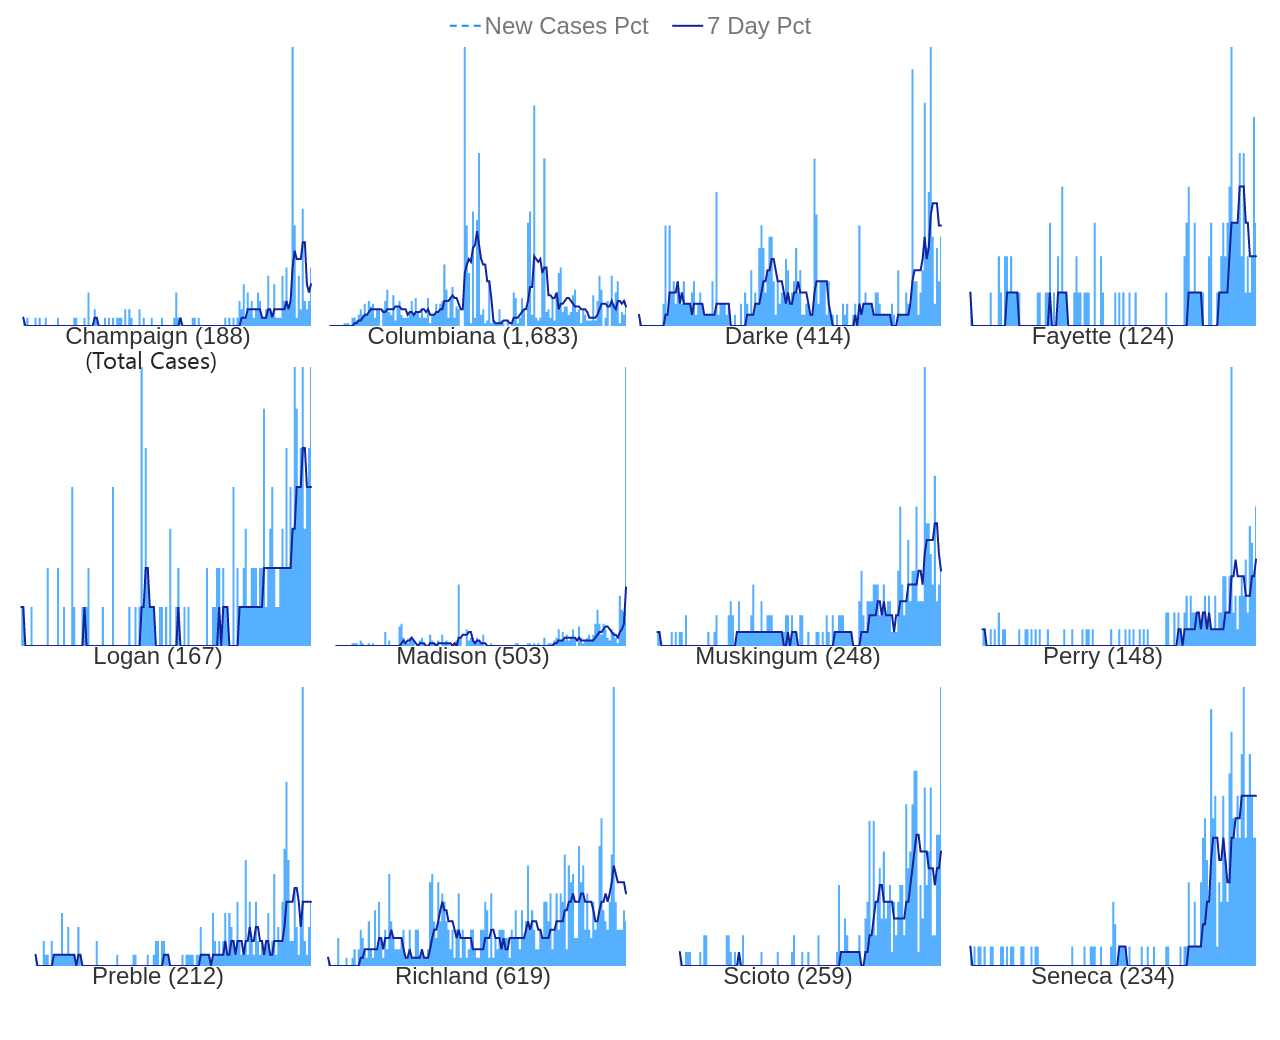 New Cases Pct 7 Day Pct
Champaign (188) Columbiana (1,683) Darke (414) Fayette (124)
(Total Cases)
Logan (167) Madison (503) Muskingum (248) Perry (148)
Preble (212) Richland (619) Scioto (259) Seneca (234)